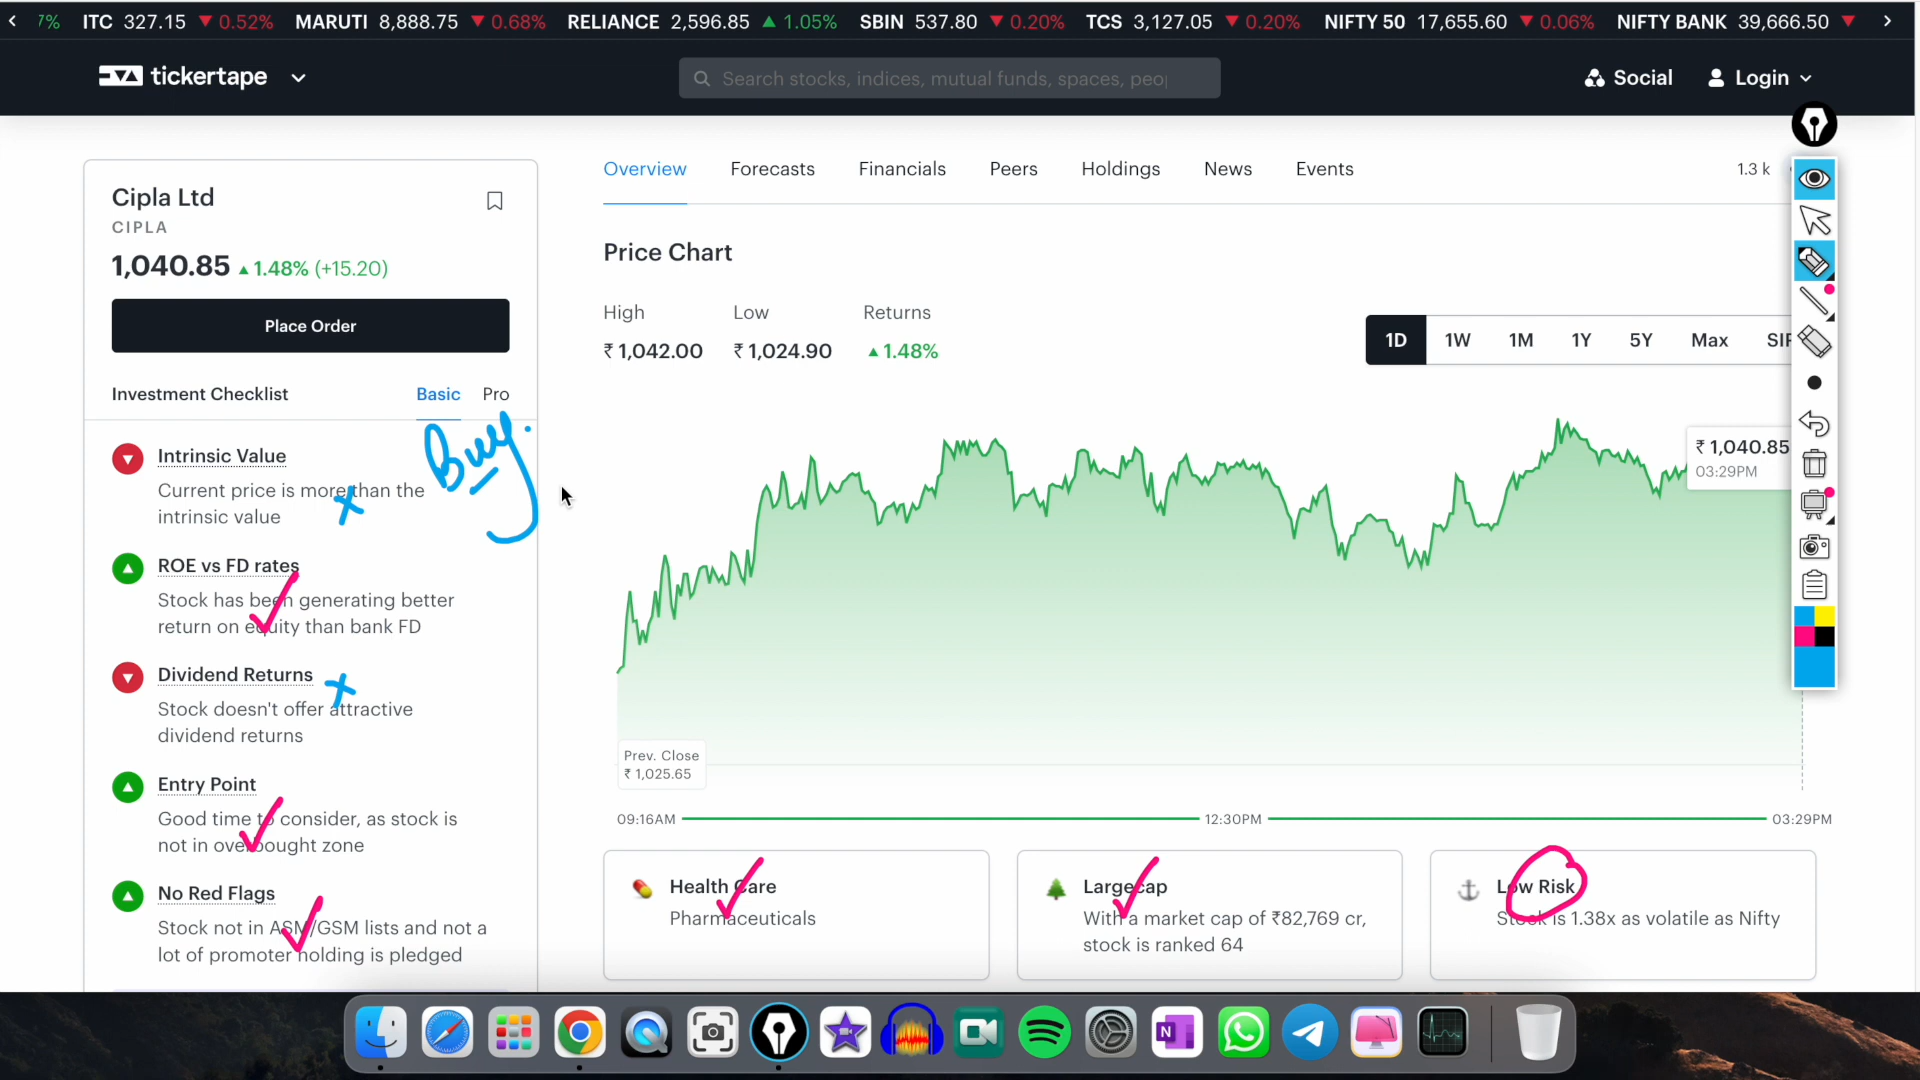 7% ITC 327.15 ▼ 0.52% MARUTI 8,888.75 ▼ 0.68% RELIANCE 2,596.85 ▲ 1.05% SBIN 537.80 ▼ 0.20% TCS 3,127.05 ▼ 0.20% NIFTY 50 17,655.60 ▼ 0.06% NIFTY BANK 39,666.50 ▼
tickertape
Search stocks, indices, mutual funds, spaces, peop
Social
Login
Cipla Ltd
CIPLA
1,040.85 ▲ 1.48% (+15.20)
Place Order
Investment Checklist
Basic Pro
Buy.
Intrinsic Value
Current price is more than the
intrinsic value
ROE vs FD rates
Stock has been generating better
return on equity than bank FD
Dividend Returns
Stock doesn't offer attractive
dividend returns
Entry Point
Good time to consider, as stock is
not in overbought zone
No Red Flags
Stock not in ASM/GSM lists and not a
lot of promoter holding is pledged
Overview Forecasts Financials Peers Holdings News Events
1.3 k
Price Chart
High Low Returns
₹ 1,042.00 ₹ 1,024.90 ▲ 1.48%
1D 1W 1M 1Y 5Y Max SIP
₹ 1,040.85
03:29PM
Prev. Close
₹ 1,025.65
09:16AM 12:30PM 03:29PM
Health Care
Pharmaceuticals
Largecap
With a market cap of ₹82,769 cr,
stock is ranked 64
Low Risk
Stock is 1.38x as volatile as Nifty